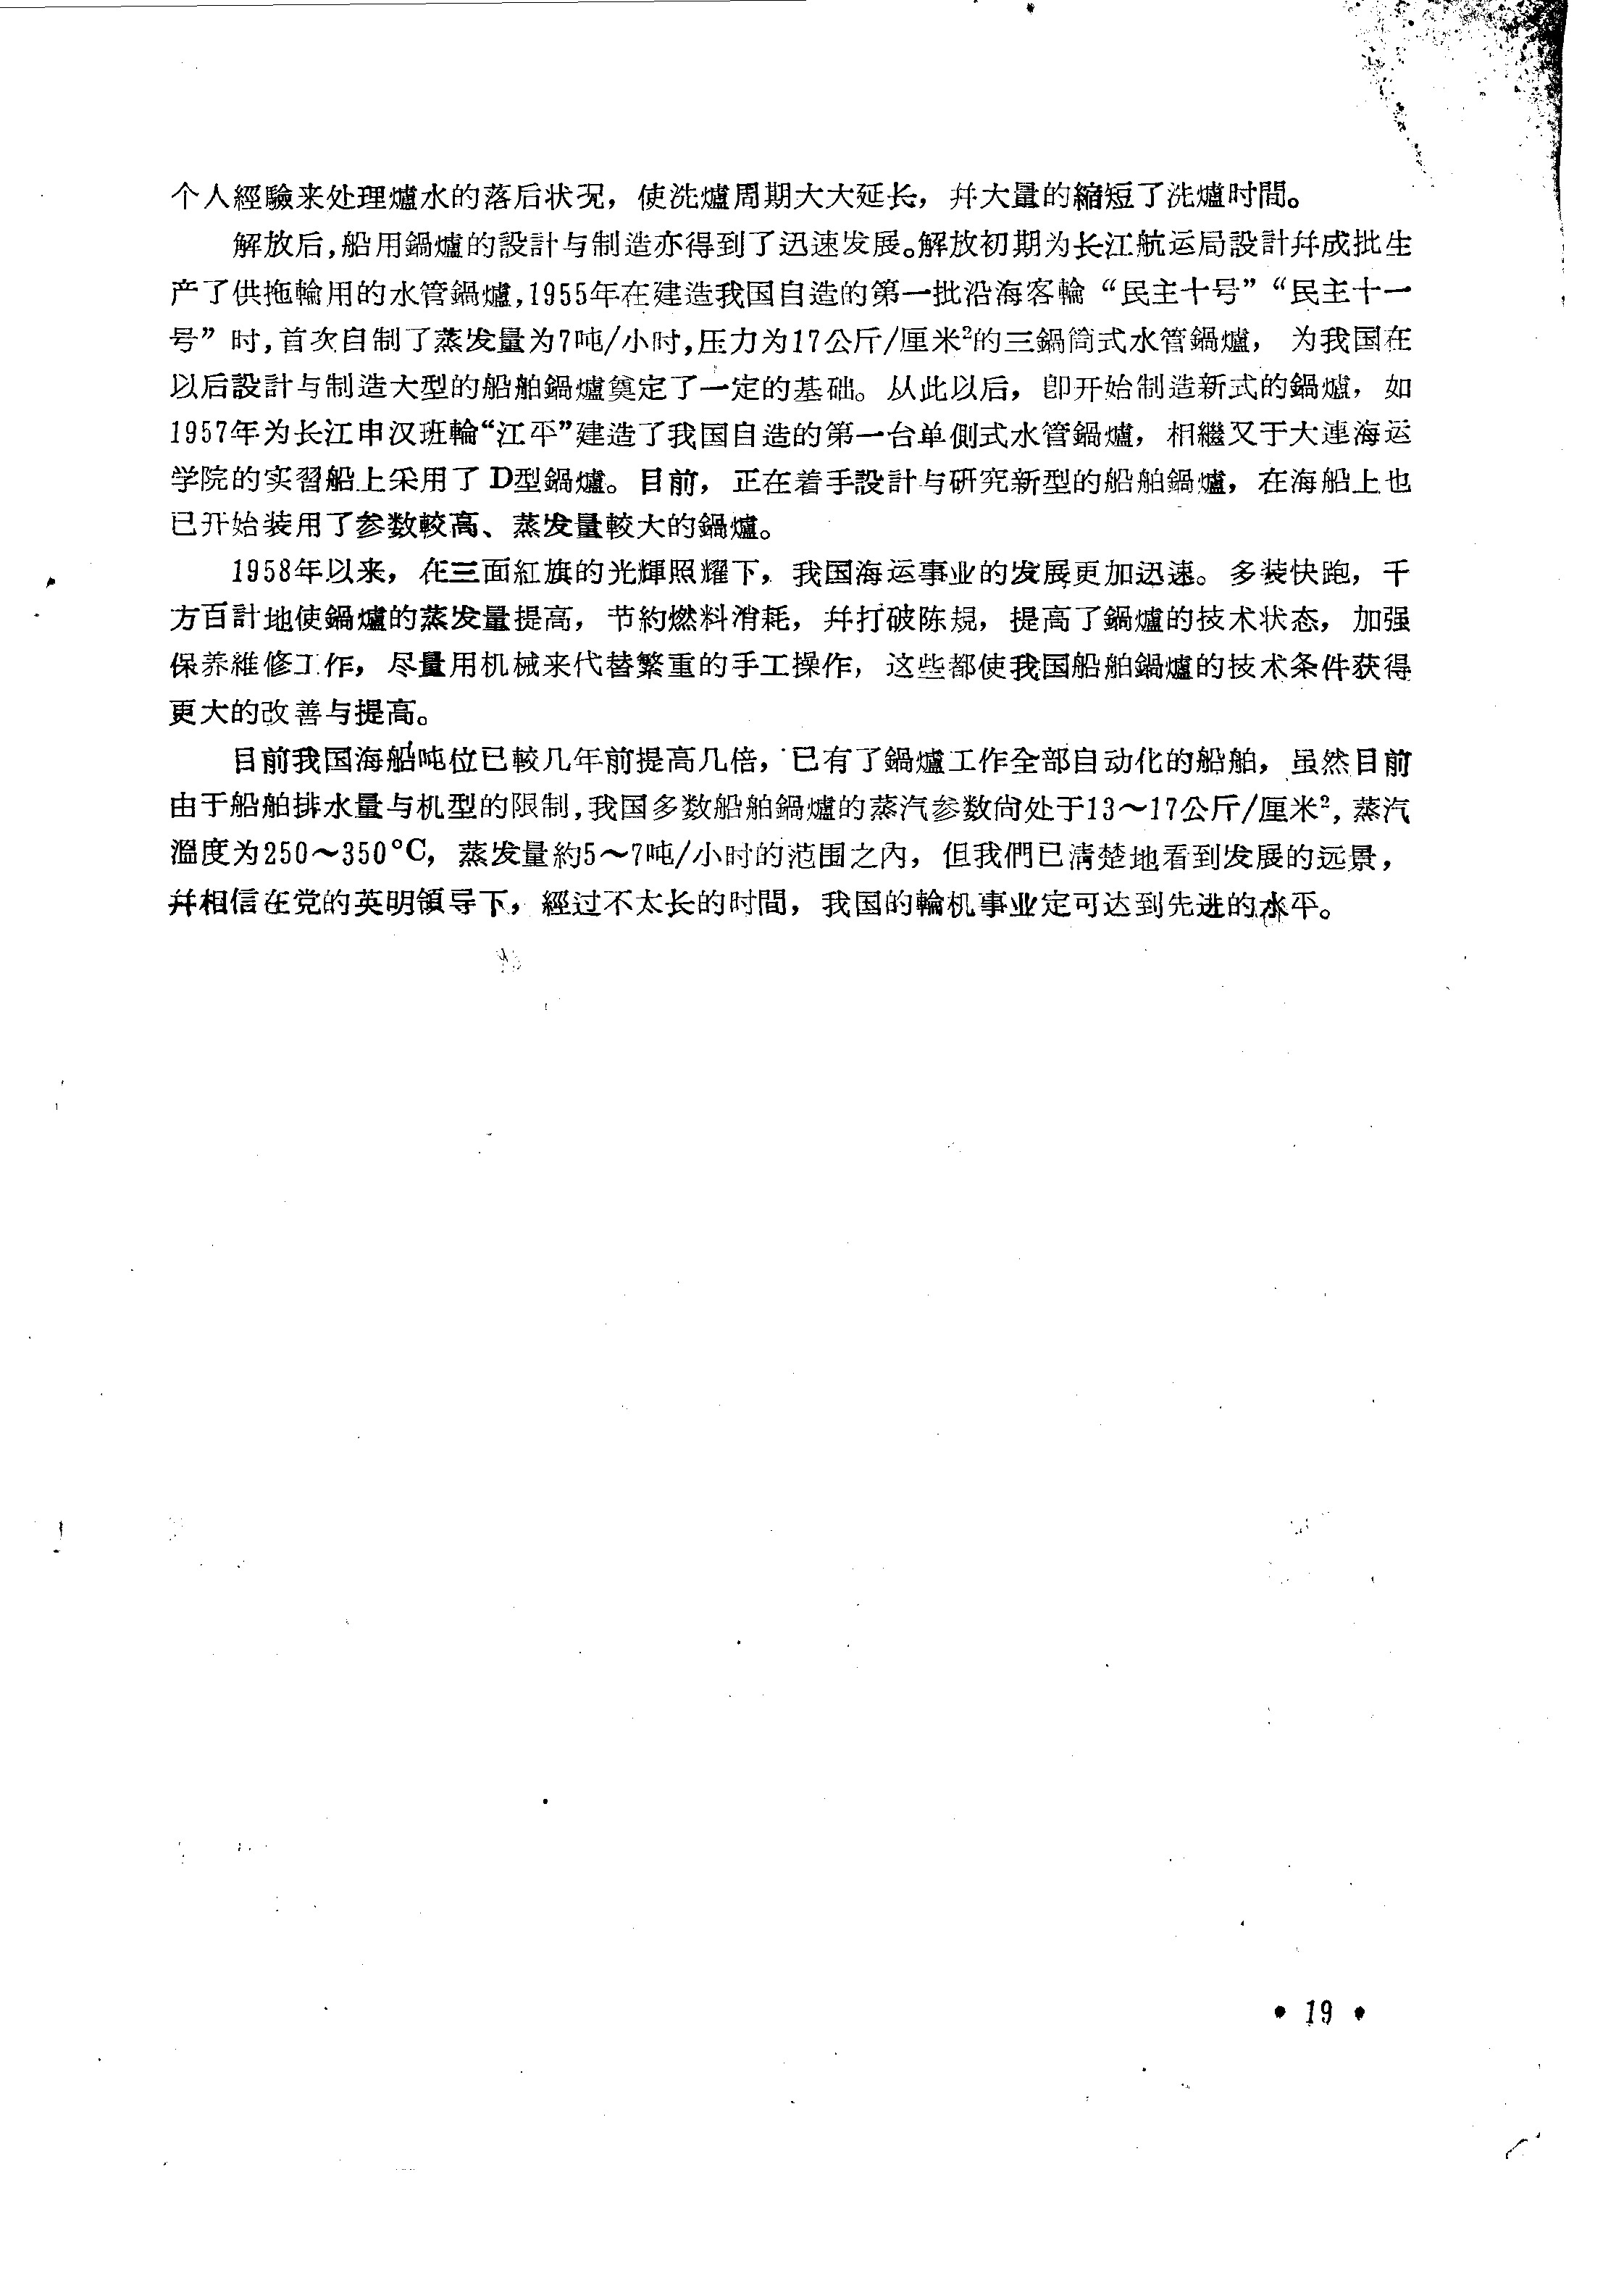 个人經驗来处理爐水的落后状况，使洗爐周期大大延长，幷大量的縮短了洗爐时間。
解放后,船用鍋爐的設計与制造亦得到了迅速发展。解放初期为长江航运局設計幷成批生
产了供拖輪用的水管鍋爐,1955年在建造我国自造的第一批沿海客輪“民主十号”“民主十一
号”时,首次自制了蒸发量为7吨/小时,压力为17公斤/厘米²的三鍋筒式水管鍋爐，为我国在
以后設計与制造大型的船舶鍋爐奠定了一定的基础。从此以后，卽开始制造新式的鍋爐，如
1957年为长江申汉班輪“江平”建造了我国自造的第一台单側式水管鍋爐，相繼又于大連海运
学院的实習船上采用了D型鍋爐。目前，正在着手設計与研究新型的船舶鍋爐，在海船上也
已开始装用了参数較高、蒸发量較大的鍋爐。
1958年以来，在三面紅旗的光輝照耀下，我国海运事业的发展更加迅速。多装快跑，千
方百計地使鍋爐的蒸发量提高，节約燃料消耗，幷打破陈規，提高了鍋爐的技术状态，加强
保养維修工作，尽量用机械来代替繁重的手工操作，这些都使我国船舶鍋爐的技术条件获得
更大的改善与提高。
目前我国海船吨位已較几年前提高几倍，已有了鍋爐工作全部自动化的船舶，虽然目前
由于船舶排水量与机型的限制,我国多数船舶鍋爐的蒸汽参数尚处于13～17公斤/厘米²,蒸汽
溫度为250～350°C，蒸发量約5～7吨/小时的范围之內，但我們已清楚地看到发展的远景，
幷相信在党的英明領导下，經过不太长的时間，我国的輪机事业定可达到先进的水平。
• 19 •